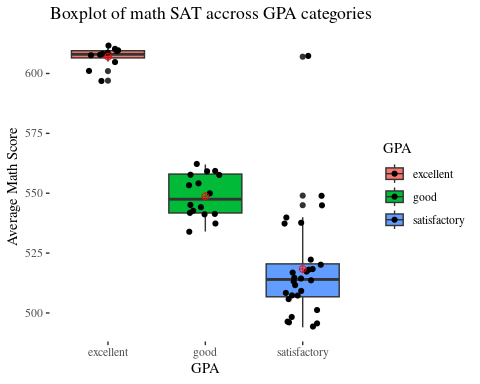 Boxplot of math SAT accross GPA categories
Average Math Score
600
575
550
525
500
excellent
good
satisfactory
GPA
GPA
excellent
good
satisfactory